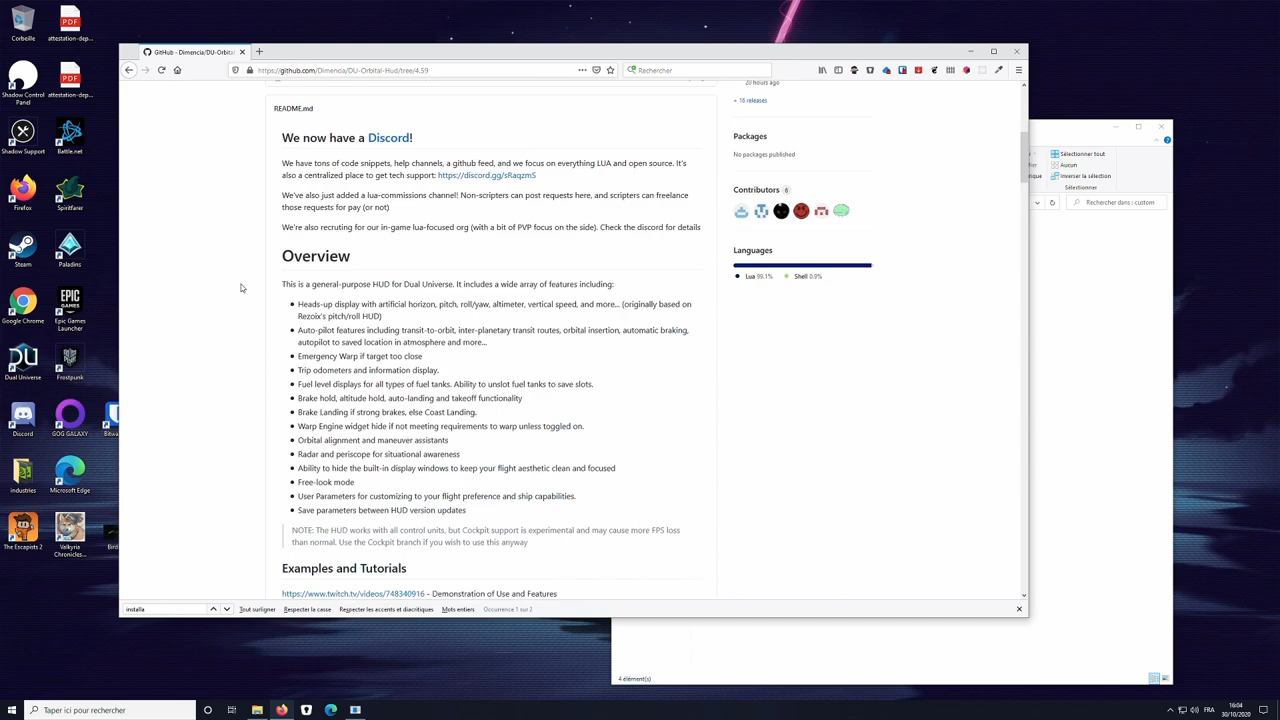 Corbeille
attestation-dep...
Shadow Control
Panel
attestation-dep...
Shadow Support
Battle.net
Firefox
Spiritfarer
Steam
Paladins
Google Chrome
Epic Games
Launcher
Dual Universe
Frostpunk
Discord
GOG GALAXY
Bitwa
industries
Microsoft Edge
The Escapists 2
Valkyria
Chronicles...
Bird
GitHub - Dimencia/DU-Orbital
https://github.com/Dimencia/DU-Orbital-Hud/tree/4.59
Rechercher
README.md
We now have a Discord!
We have tons of code snippets, help channels, a github feed, and we focus on everything LUA and open source. It's
also a centralized place to get tech support: https://discord.gg/sRaqzmS
We've also just added a lua-commissions channel! Non-scripters can post requests here, and scripters can freelance
those requests for pay (or not)
We're also recruting for our in-game lua-focused org (with a bit of PVP focus on the side). Check the discord for details
Overview
This is a general-purpose HUD for Dual Universe. It includes a wide array of features including:
Heads-up display with artificial horizon, pitch, roll/yaw, altimeter, vertical speed, and more... (originally based on
Rezoix's pitch/roll HUD)
Auto-pilot features including transit-to-orbit, inter-planetary transit routes, orbital insertion, automatic braking,
autopilot to saved location in atmosphere and more...
Emergency Warp if target too close
Trip odometers and information display.
Fuel level displays for all types of fuel tanks. Ability to unslot fuel tanks to save slots.
Brake hold, altitude hold, auto-landing and takeoff functionality
Brake Landing if strong brakes, else Coast Landing.
Warp Engine widget hide if not meeting requirements to warp unless toggled on.
Orbital alignment and maneuver assistants
Radar and periscope for situational awareness
Ability to hide the built-in display windows to keep your flight aesthetic clean and focused
Free-look mode
User Parameters for customizing to your flight preference and ship capabilities.
Save parameters between HUD version updates
NOTE: The HUD works with all control units, but Cockpit support is experimental and may cause more FPS loss
than normal. Use the Cockpit branch if you wish to use this anyway
Examples and Tutorials
https://www.twitch.tv/videos/748340916 - Demonstration of Use and Features
20 hours ago
+ 16 releases
Packages
No packages published
Contributors 6
Languages
Lua 99.1% Shell 0.9%
installa
Tout surligner
Respecter la casse
Respecter les accents et diacritiques
Mots entiers
Occurrence 1 sur 2
Sélectionner tout
Aucun
Inverser la sélection
Sélectionner
Rechercher dans : custom
4 élément(s)
Taper ici pour rechercher
FRA
16:04
30/10/2020